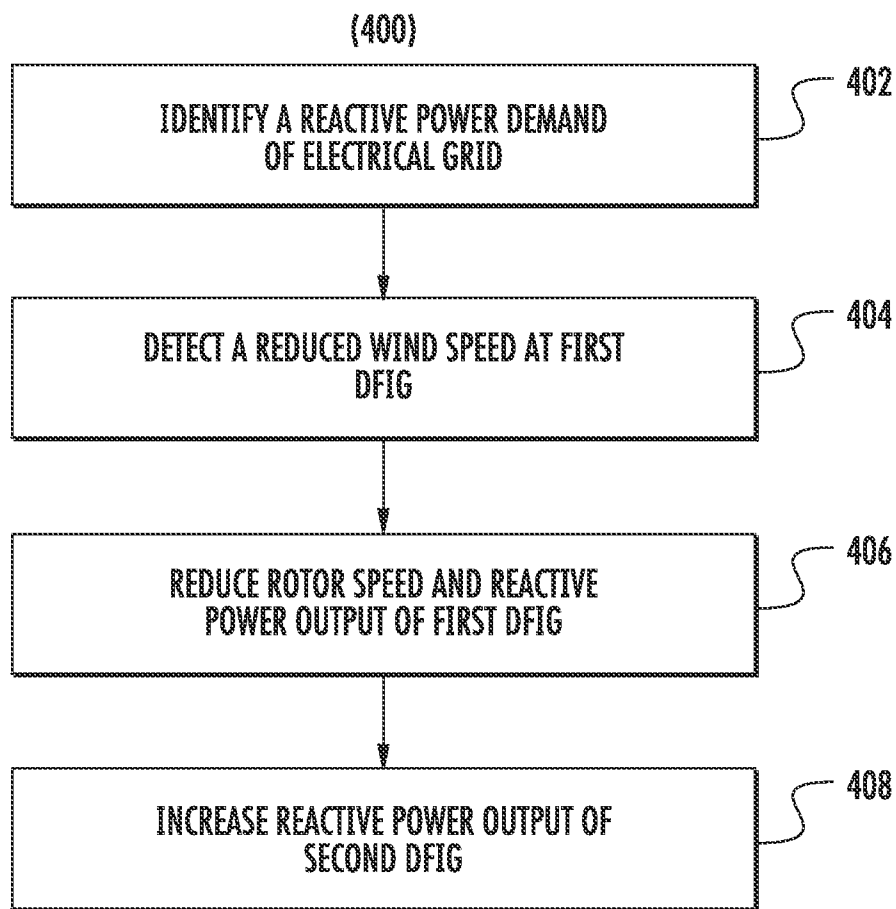 (400)
IDENTIFY A REACTIVE POWER DEMAND
OF ELECTRICAL GRID
402
DETECT A REDUCED WIND SPEED AT FIRST
DFIG
404
REDUCE ROTOR SPEED AND REACTIVE
POWER OUTPUT OF FIRST DFIG
406
INCREASE REACTIVE POWER OUTPUT OF
SECOND DFIG
408